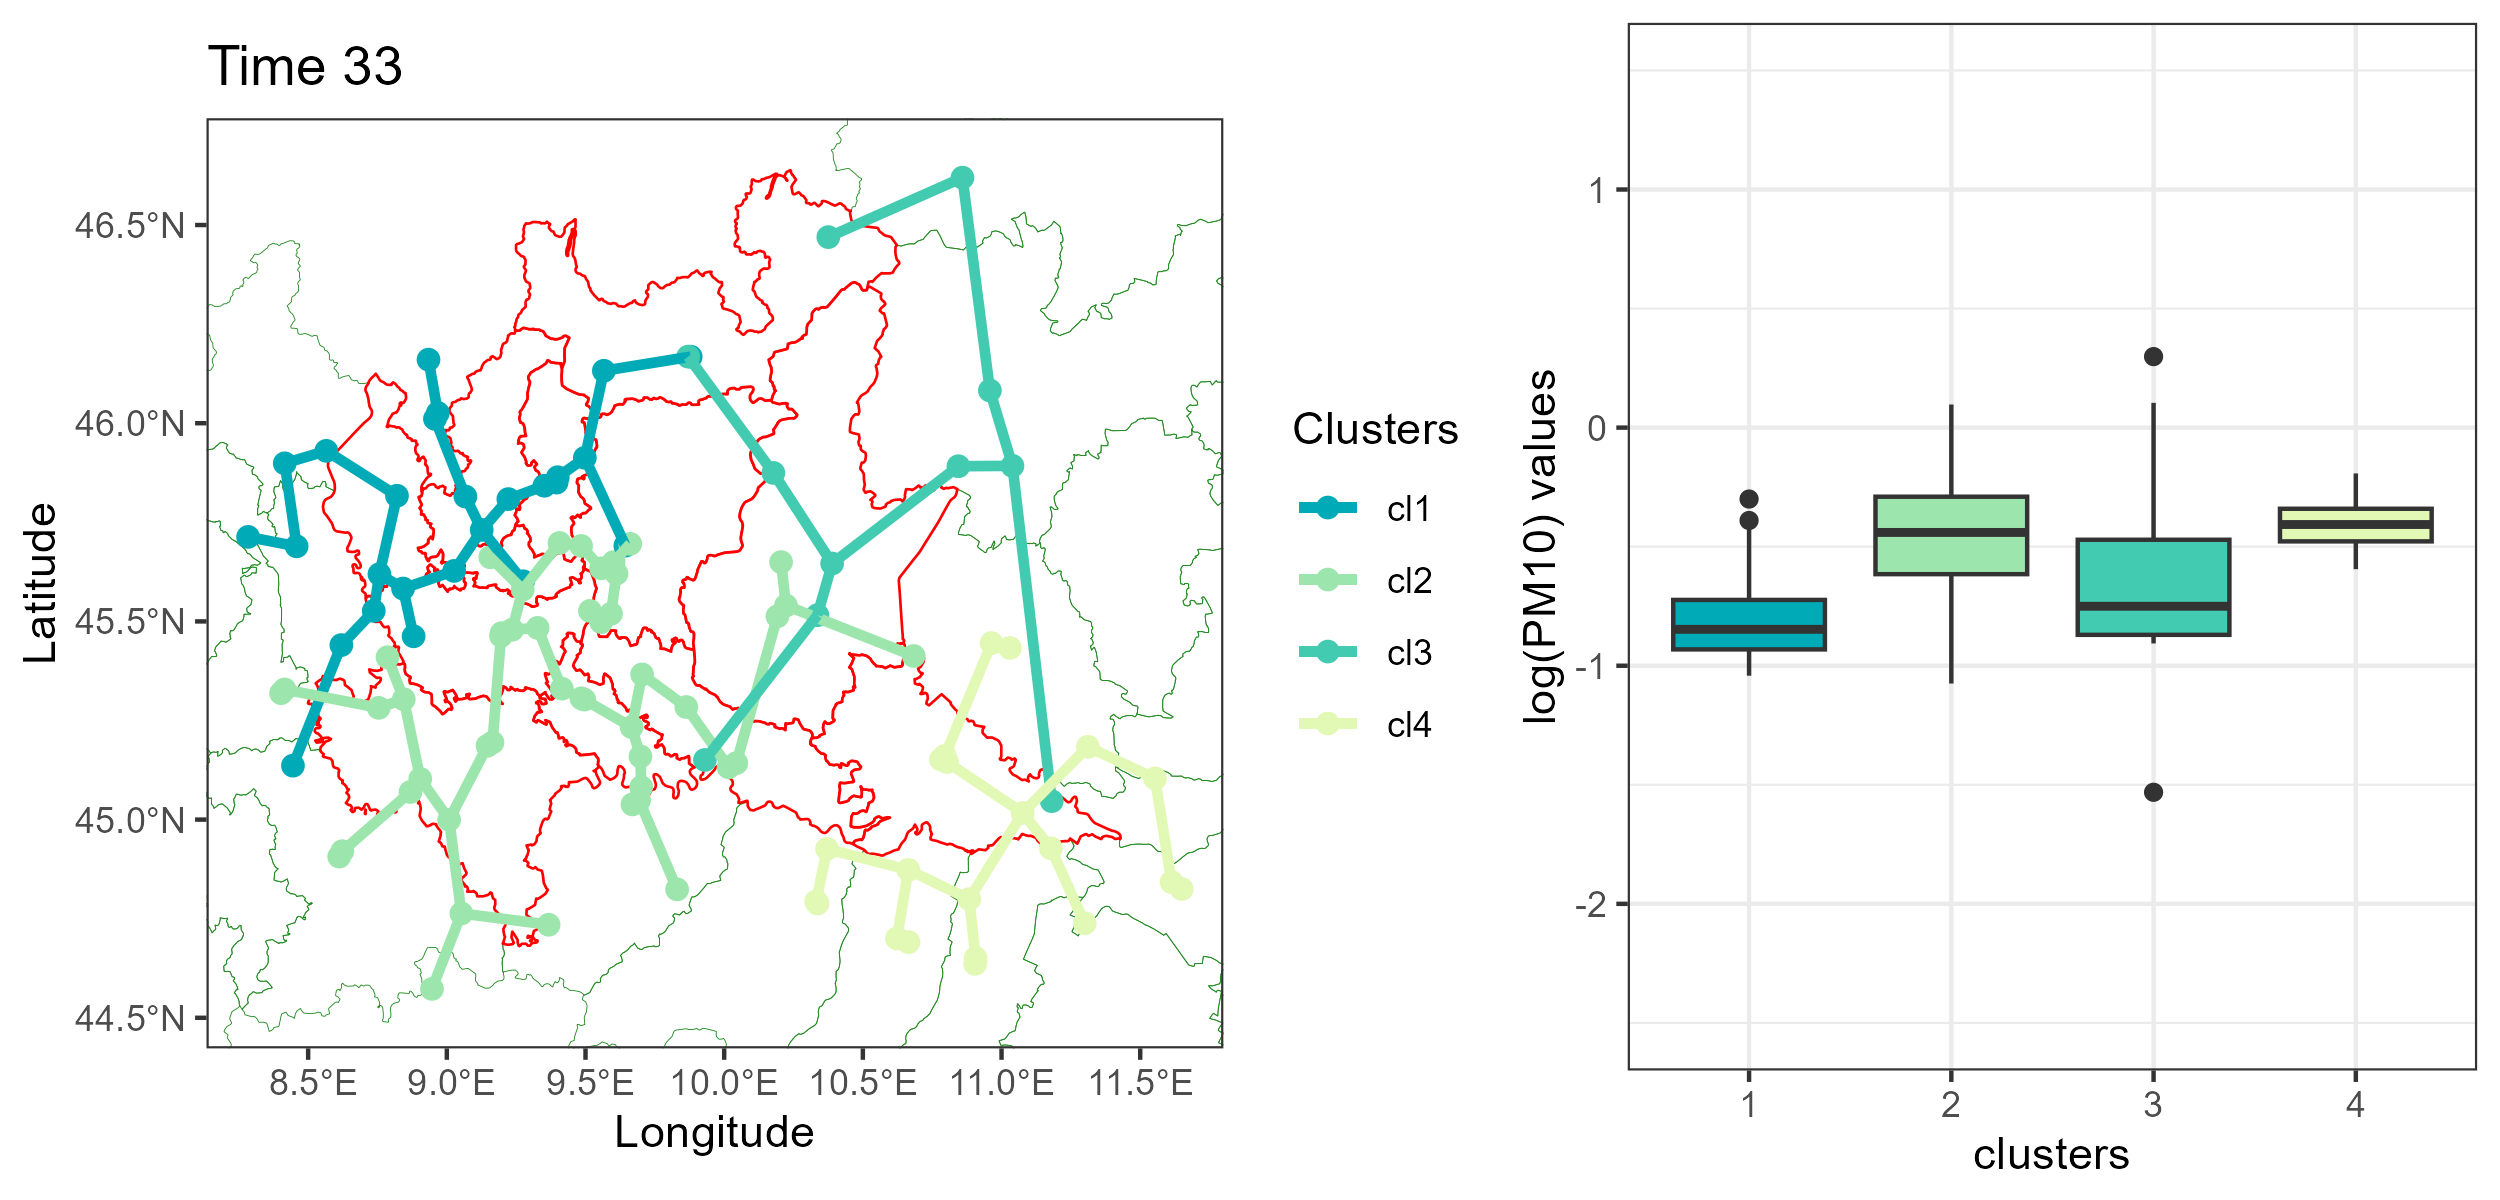 Time 33
46.5°N
46.0°N
45.5°N
45.0°N
44.5°N
Latitude
8.5°E
9.0°E
9.5°E
10.0°E
10.5°E
11.0°E
11.5°E
Longitude
Clusters
cl1
cl2
cl3
cl4
log(PM10) values
1
0
-1
-2
1
2
3
4
clusters